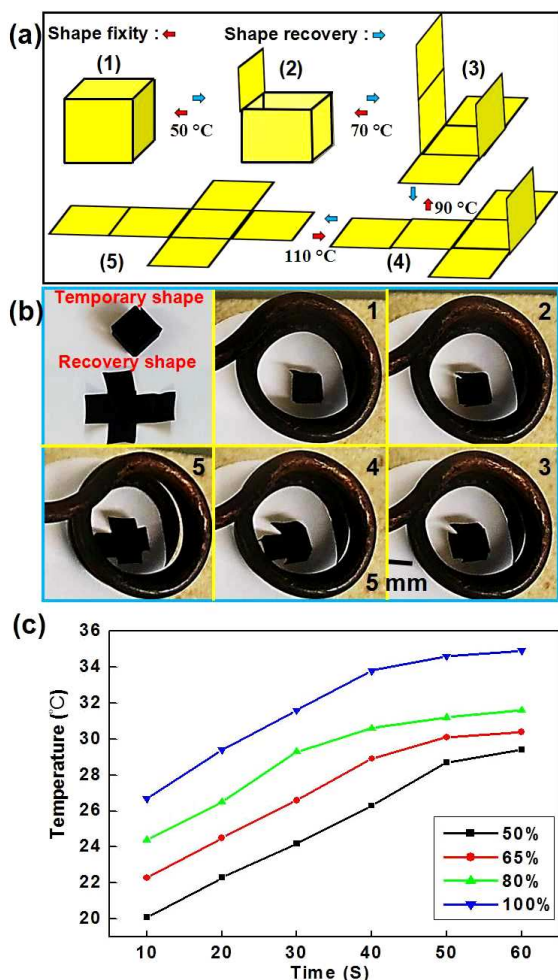 (a)
Shape fixity :
Shape recovery :
(1)
(2)
(3)
50 °C
70 °C
90 °C
(5)
110 °C
(4)
(b)
Temporary shape
1
2
Recovery shape
5
4
3
5 mm
(c)
Temperature (°C)
36
34
32
30
28
26
24
22
20
50%
65%
80%
100%
10 20 30 40 50 60
Time (S)